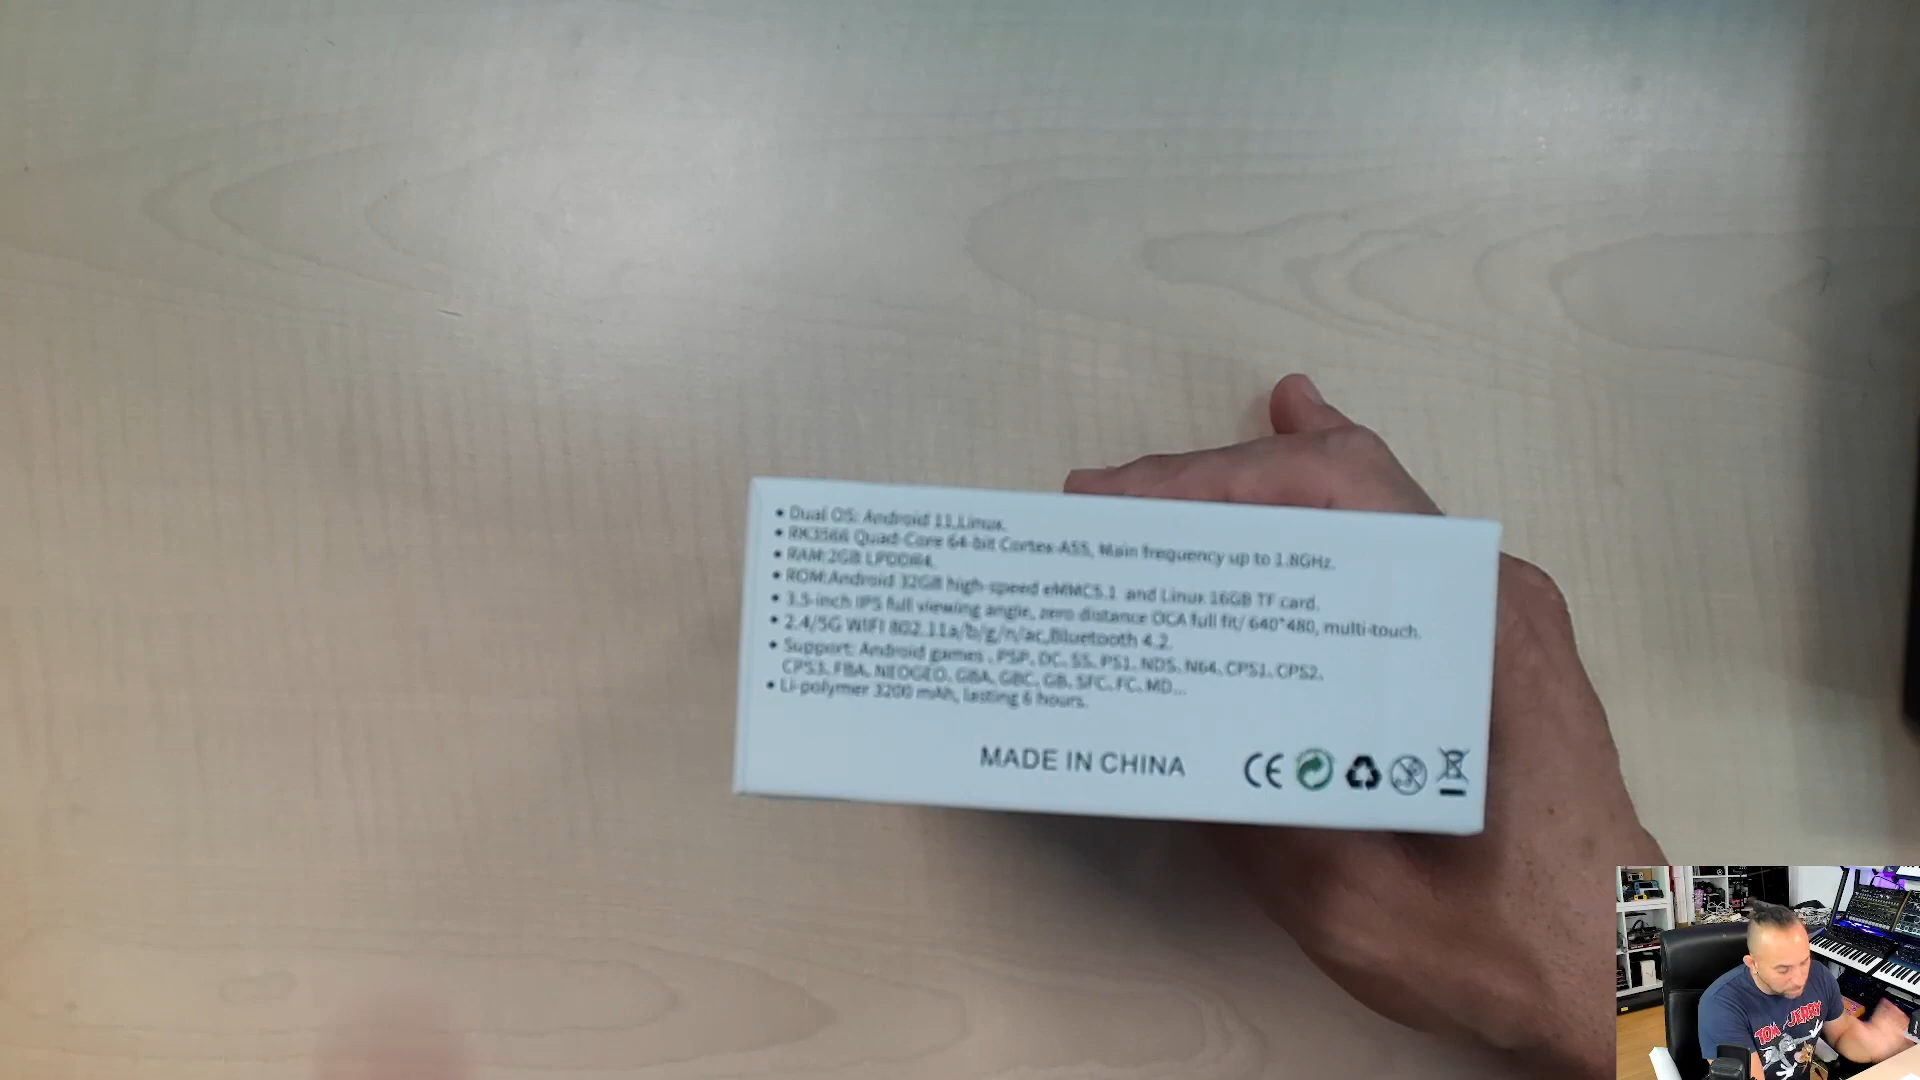 • Dual OS: Android 11,Linux.
• RK3566 Quad-Core 64-bit Cortex-A55, Main frequency up to 1.8GHz.
• RAM:2GB LPDDR4.
• ROM:Android 32GB high-speed eMMC5.1 and Linux 16GB TF card.
• 3.5-inch IPS full viewing angle, zero distance OCA full fit/ 640*480, multi-touch.
• 2.4/5G WIFI 802.11a/b/g/n/ac,Bluetooth 4.2.
• Support: Android games , PSP, DC, SS, PS1, NDS, N64, CPS1, CPS2,
CPS3, FBA, NEOGEO, GBA, GBC, GB, SFC, FC, MD...
• Li-polymer 3200 mAh, lasting 6 hours.
MADE IN CHINA
CE
TOM
JERRY